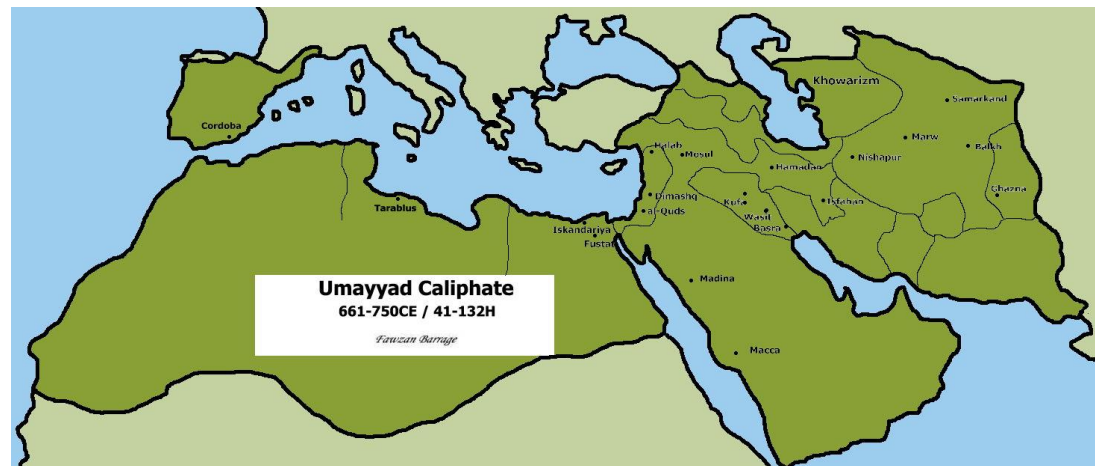 Khowarizm
Samarkand
Cordoba
Marw
Halab
Mosul
Balkh
Nishapur
Hamadan
Ghazna
Dimashq
Tarablus
Kufa
Isfahan
al-Quds
Wasit
Iskandariya
Basra
Fustat
Madina
Umayyad Caliphate
661-750CE / 41-132H
Fawzan Barrage
Macca